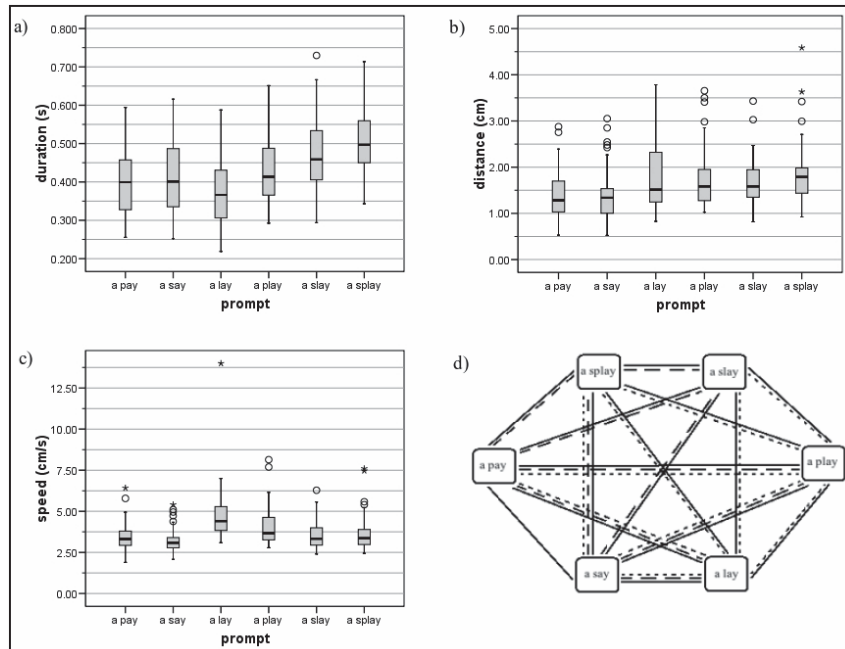 a)
0.800
0.700
0.600
0.500
0.400
0.300
0.200
duration (s)
a pay a say a lay a play a slay a splay
prompt
b)
5.00
4.00
3.00
2.00
1.00
0.00
distance (cm)
a pay a say a lay a play a slay a splay
prompt
c)
12.50
10.00
7.50
5.00
2.50
0.00
speed (cm/s)
a pay a say a lay a play a slay a splay
prompt
d)
a splay a slay
a pay a play
a say a lay